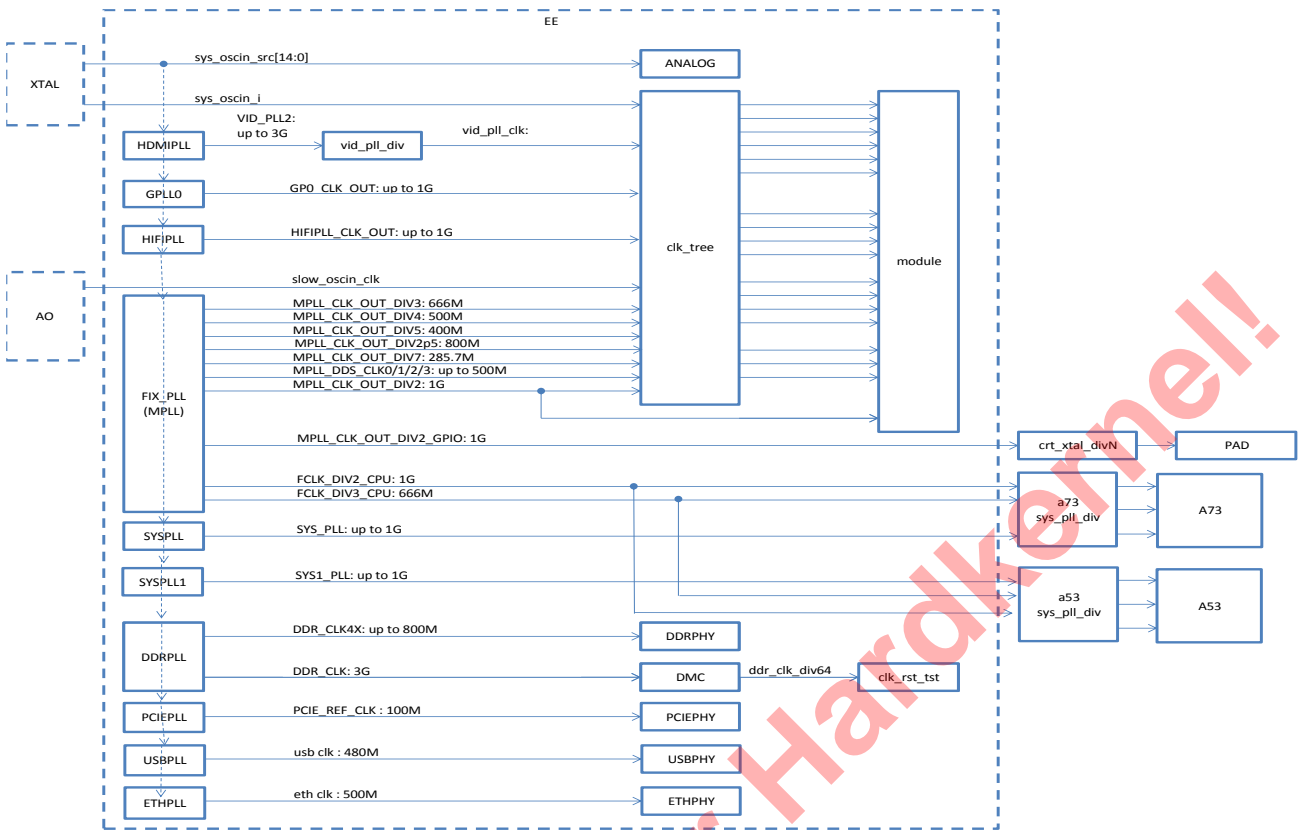 EE
XTAL
sys_oscin_src[14:0]
ANALOG
sys_oscin_i
VID_PLL2:
up to 3G
HDMIPLL
vid_pll_div
vid_pll_clk:
GPLL0
GP0_CLK_OUT: up to 1G
HIFIPLL
HIFIPLL_CLK_OUT: up to 1G
clk_tree
module
AO
slow_oscin_clk
MPLL_CLK_OUT_DIV3: 666M
MPLL_CLK_OUT_DIV4: 500M
MPLL_CLK_OUT_DIV5: 400M
MPLL_CLK_OUT_DIV2p5: 800M
MPLL_CLK_OUT_DIV7: 285.7M
MPLL_DDS_CLK0/1/2/3: up to 500M
MPLL_CLK_OUT_DIV2: 1G
FIX_PLL
(MPLL)
MPLL_CLK_OUT_DIV2_GPIO: 1G
crt_xtal_divN
PAD
FCLK_DIV2_CPU: 1G
FCLK_DIV3_CPU: 666M
a73
sys_pll_div
A73
SYSPLL
SYS_PLL: up to 1G
SYSPLL1
SYS1_PLL: up to 1G
a53
sys_pll_div
A53
DDRPLL
DDR_CLK4X: up to 800M
DDRPHY
DDR_CLK: 3G
DMC
ddr_clk_div64
clk_rst_tst
PCIEPLL
PCIE_REF_CLK : 100M
PCIEPHY
USBPLL
usb clk : 480M
USBPHY
ETHPLL
eth clk : 500M
ETHPHY
Hardkernel!